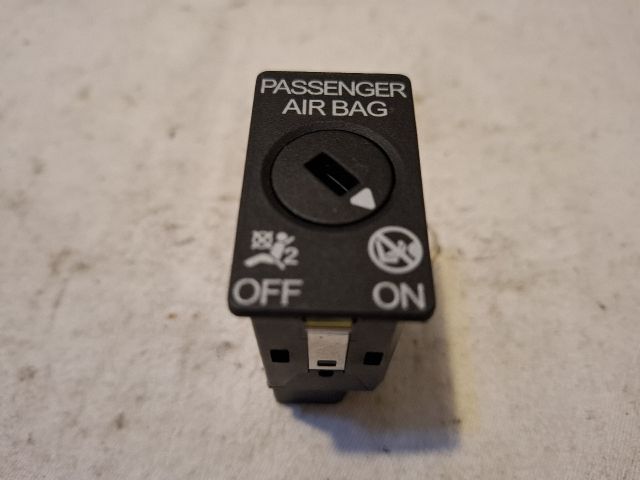 PASSENGER
AIR BAG
2
OFF ON